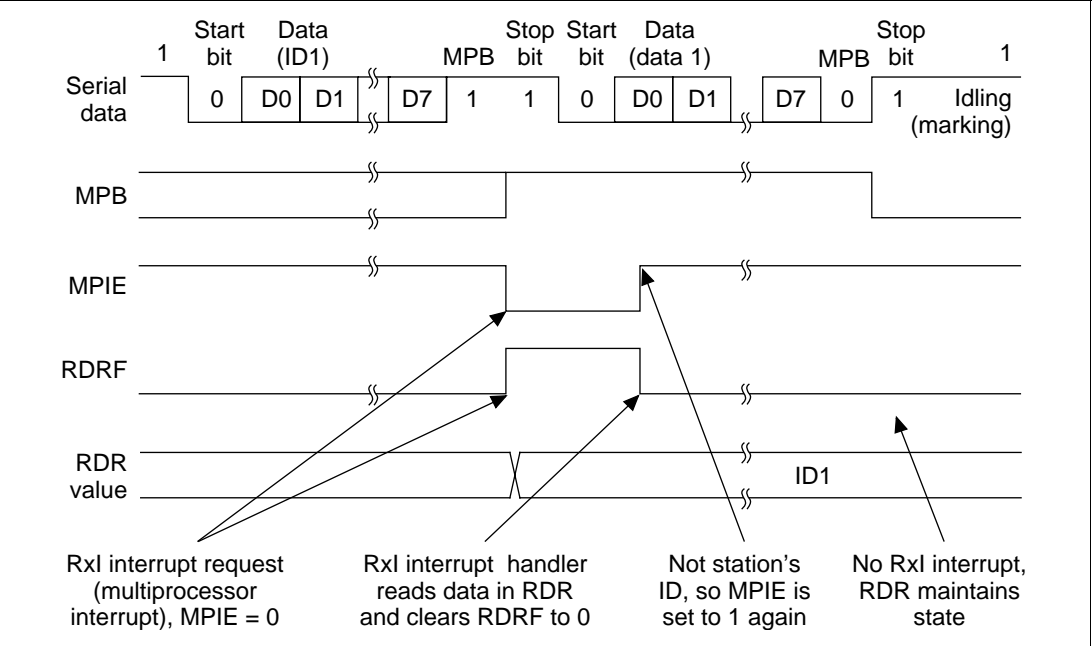 Start Data Stop Start Data Stop
1 bit (ID1) MPB bit bit (data 1) MPB bit 1
Serial data
0 D0 D1 D7 1 1 0 D0 D1 D7 0 1 Idling (marking)
MPB
MPIE
RDRF
RDR
value
ID1
RxI interrupt request
(multiprocessor
interrupt), MPIE = 0
RxI interrupt handler
reads data in RDR
and clears RDRF to 0
Not station's
ID, so MPIE is
set to 1 again
No RxI interrupt,
RDR maintains
state